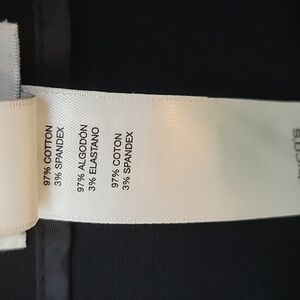 97% COTTON
3% SPANDEX
97% ALGODÓN
3% ELASTANO
97% COTON
3% SPANDEX